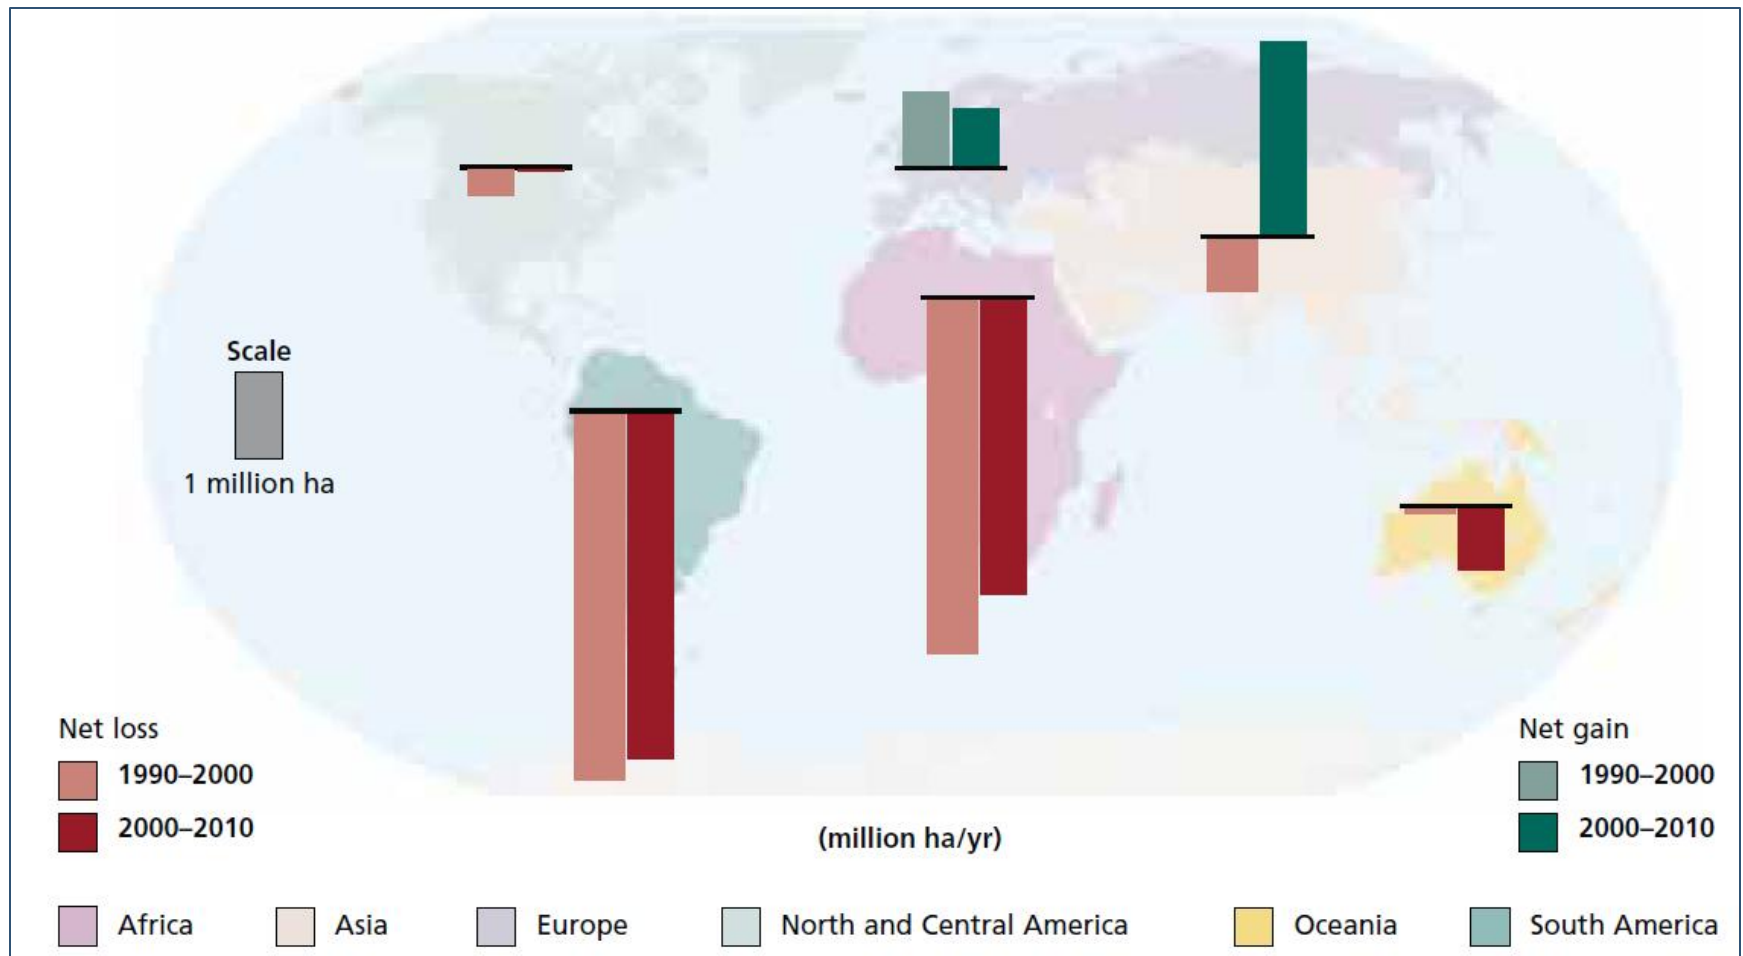 Scale
1 million ha
Net loss
1990–2000
2000–2010
(million ha/yr)
Net gain
1990–2000
2000–2010
Africa
Asia
Europe
North and Central America
Oceania
South America